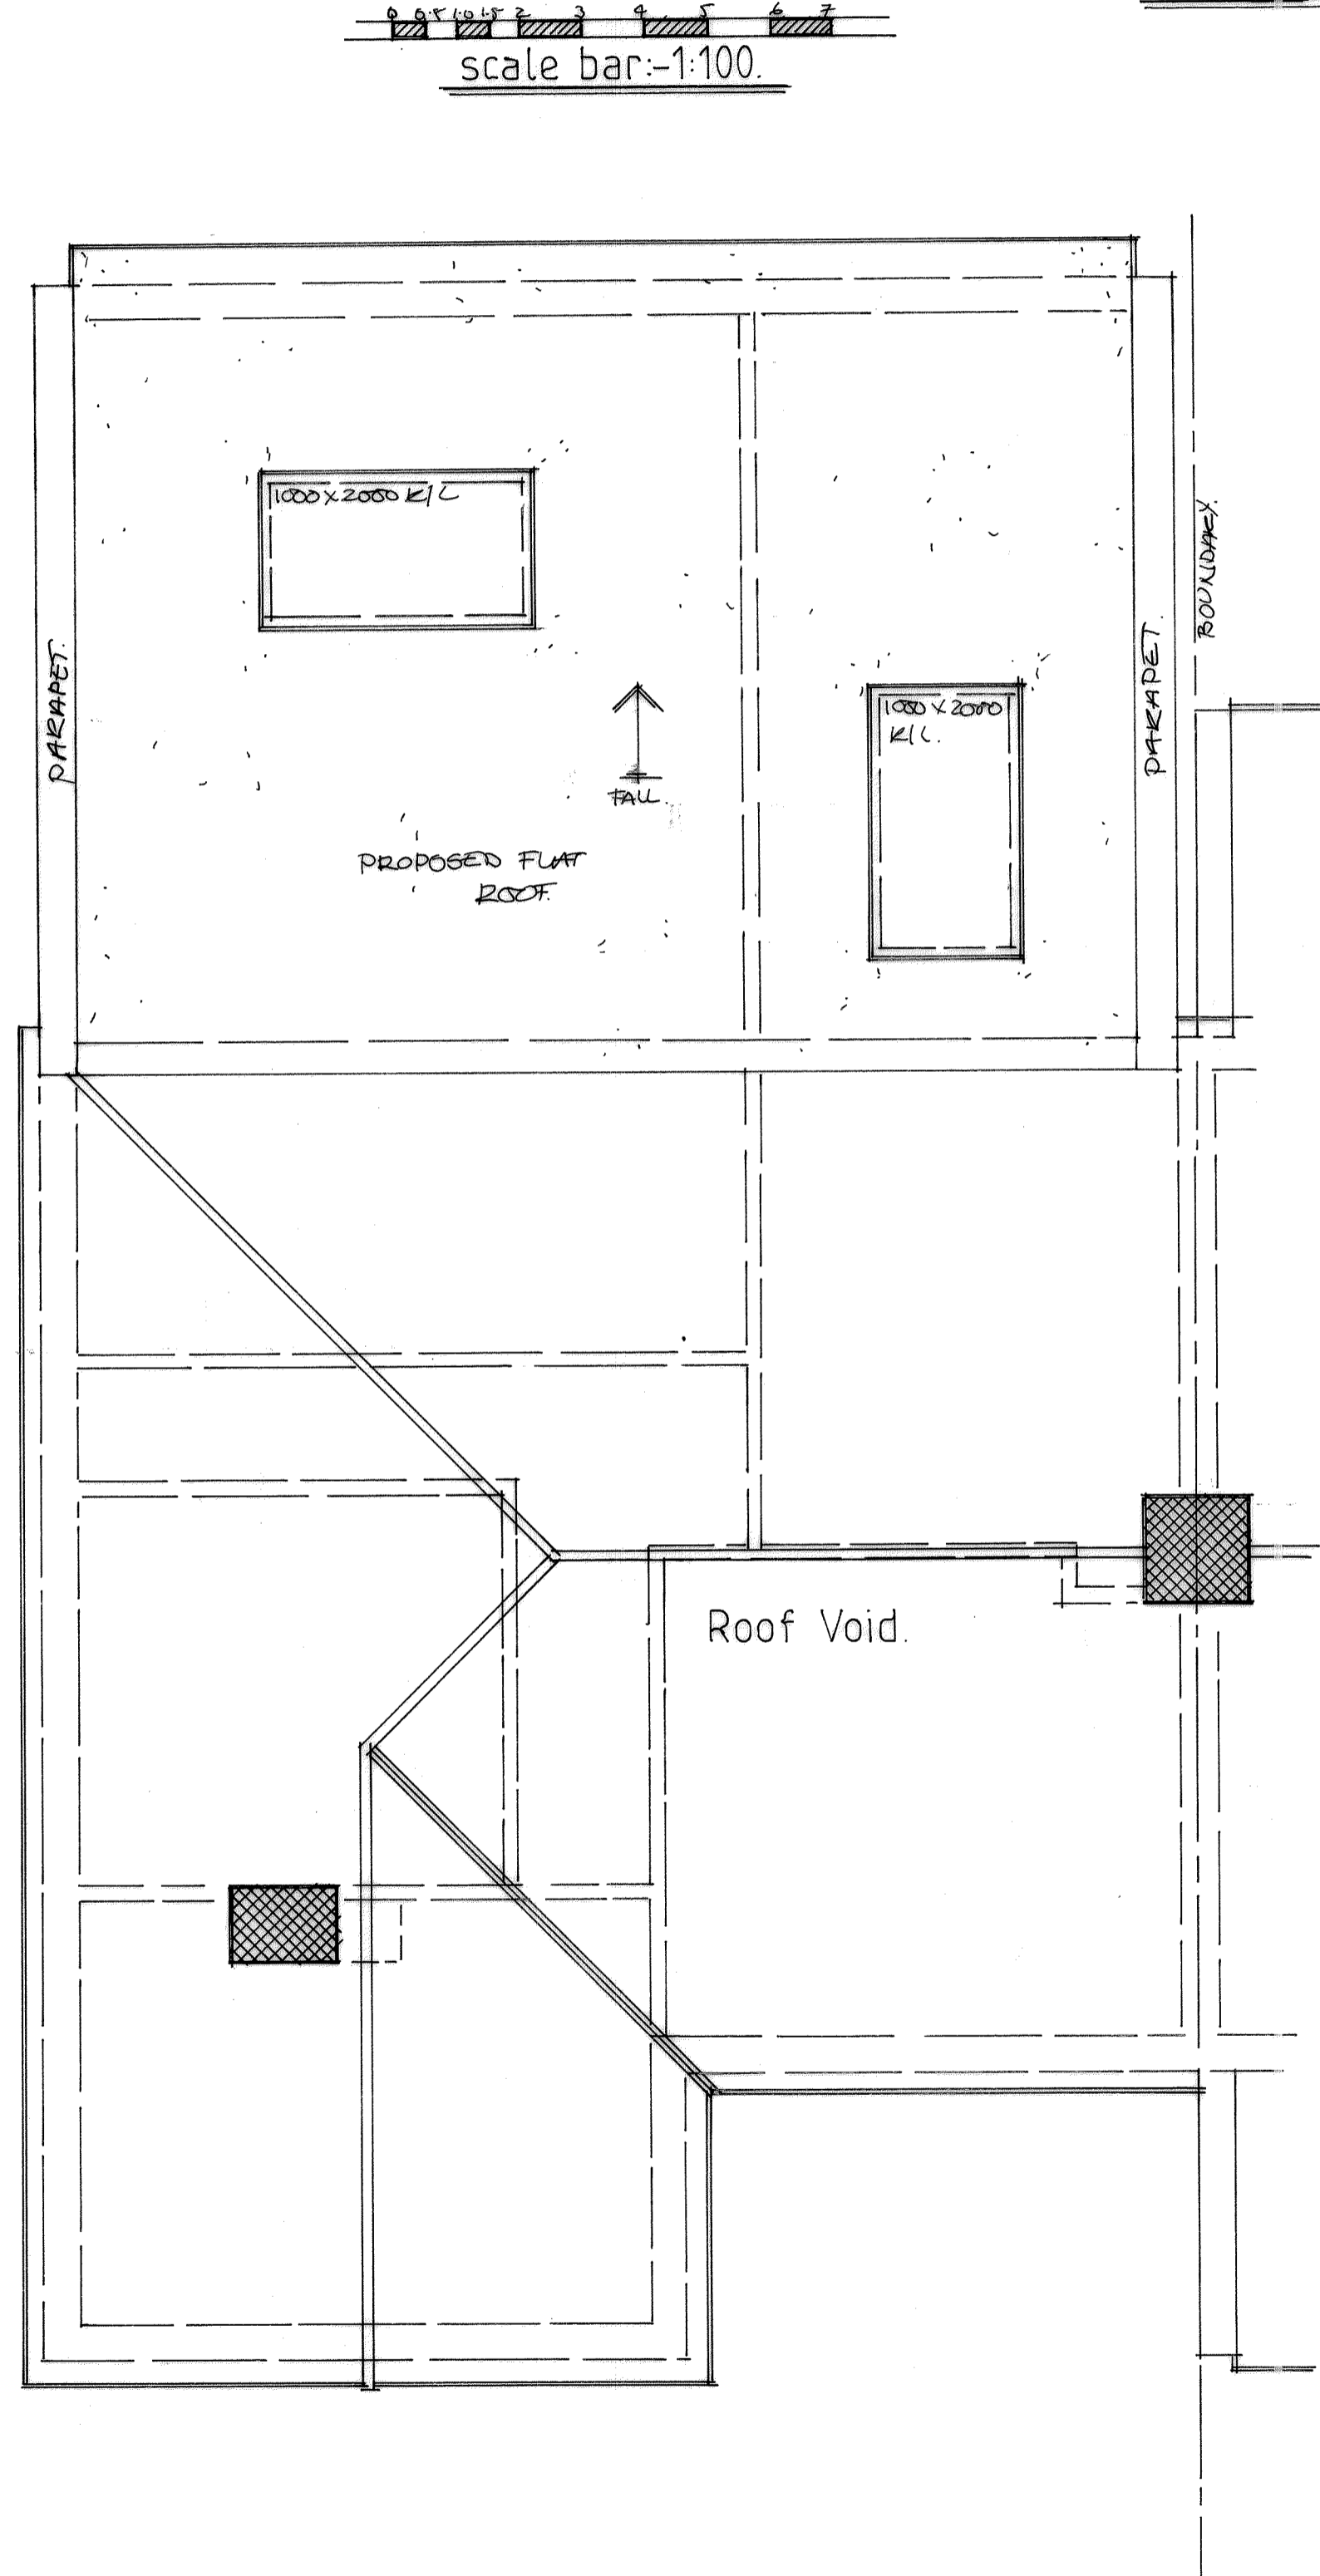 0 0.5 1.0 1.5 2 3 4 5 6 7
scale bar:-1:100.
1000 X 2000 R/L
BOUNDARY.
PARAPET.
PARAPET.
1000 X 2000
R/L.
FALL.
PROPOSED FLAT
ROOF.
Roof Void.